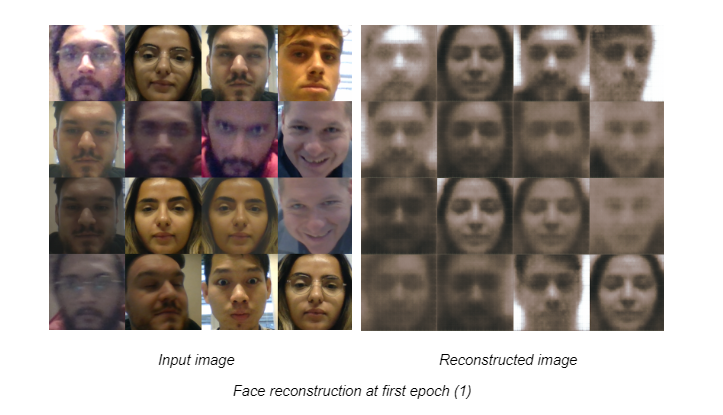 Input image
Reconstructed image
Face reconstruction at first epoch (1)